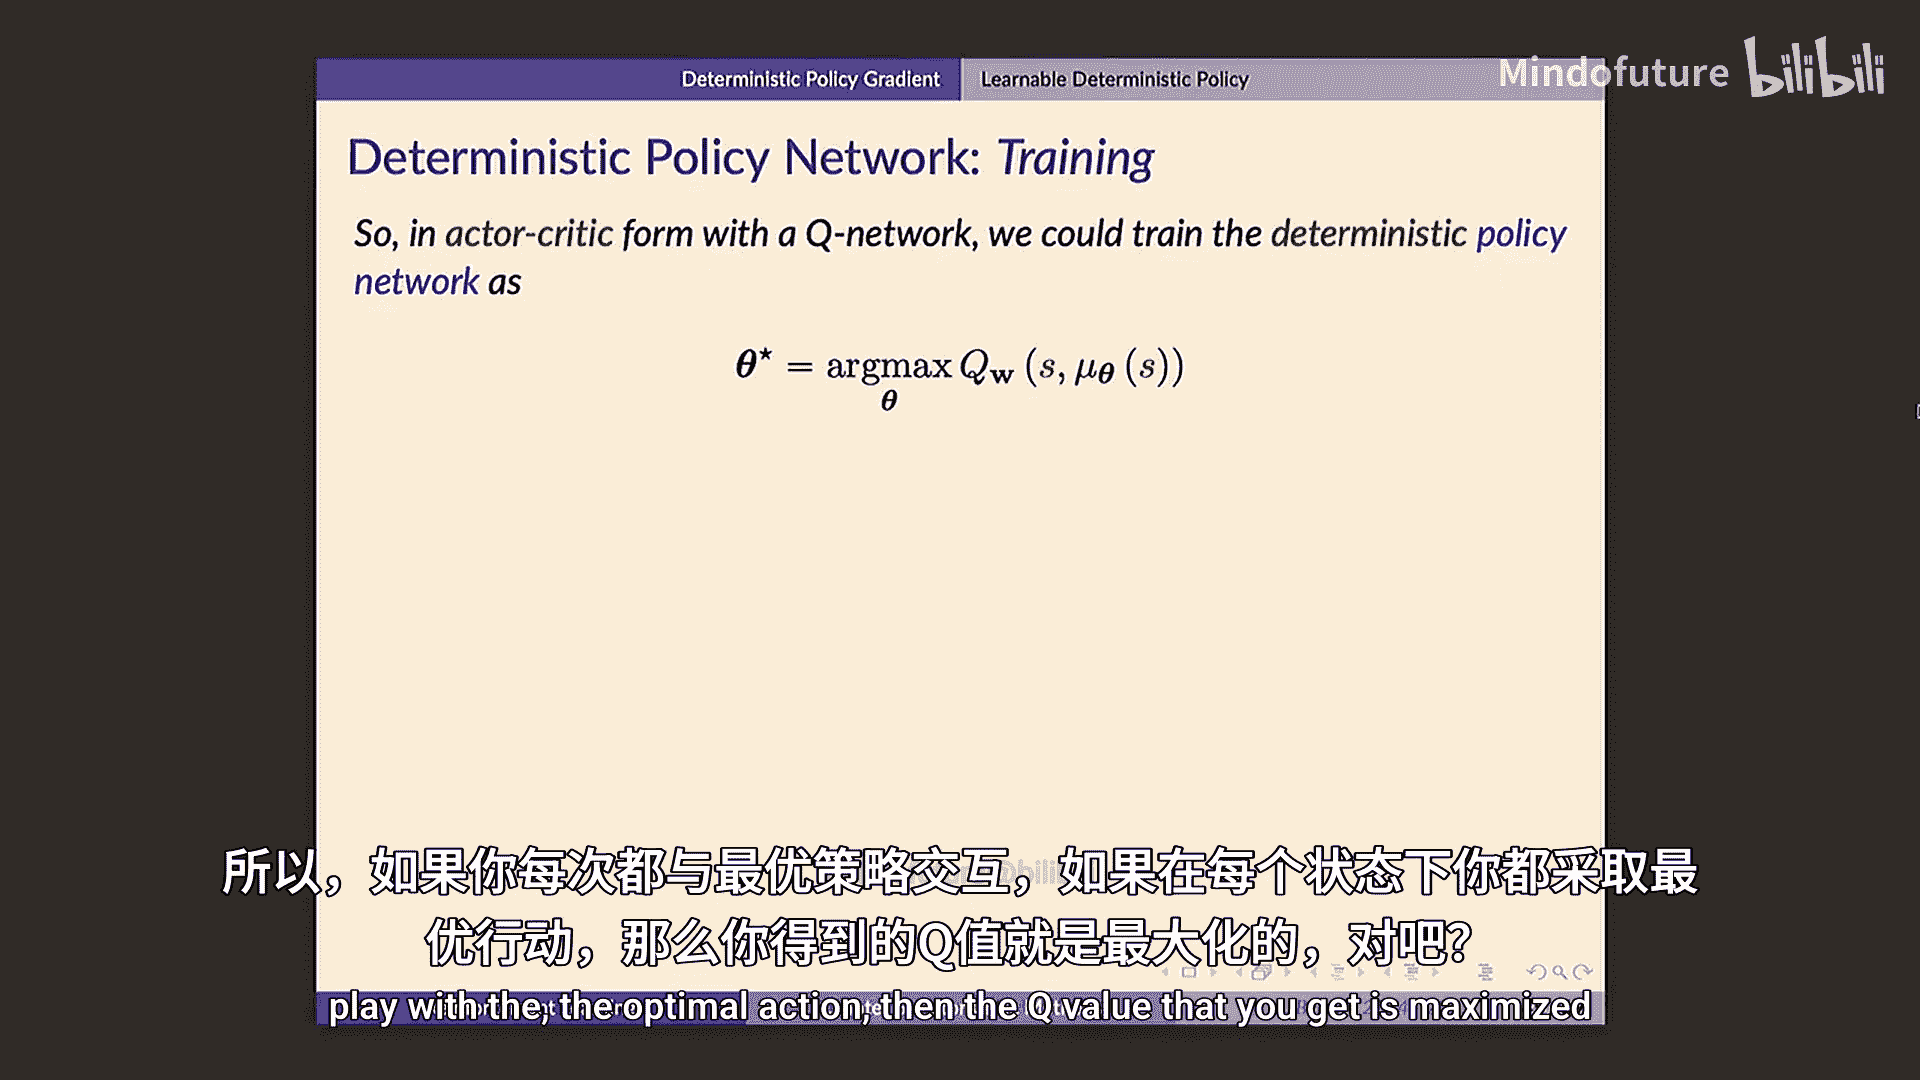 Deterministic Policy Gradient
Learnable Deterministic Policy
Mindofuture bilibili
Deterministic Policy Network: Training
So, in actor-critic form with a Q-network, we could train the deterministic policy
network as
θ* = argmax Q_w (s, μ_θ (s))
θ
所以，如果你每次都与最优策略交互，如果在每个状态下你都采取最
优行动，那么你得到的Q值就是最大化的，对吧？
play with the, the optimal action, then the Q value that you get is maximized